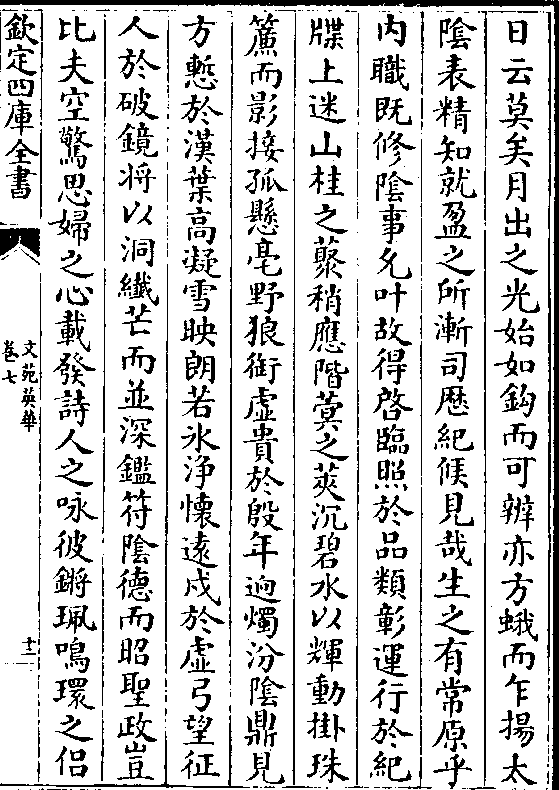 日云莫矣月出之光始如鈎而可辨亦方蛾而乍揚太
陰表精知就盈之所漸司歴紀候見哉生之有常原乎
内職既修陰事允叶故得啓臨照於品類彰運行於紀
牒上迷山桂之藂稍應階蓂之莢沉碧水以輝動掛珠
簾而影接孤懸亳野狼銜虚貴於殷年逈燭汾陰鼎見
方慙於漢葉高凝雪映朗若氷浄懷遠戍於虚弓望征
人於破鏡将以洞纎芒而並深鑑符陰德而昭聖政豈
比夫空驚思婦之心載發詩人之咏彼鏘珮鳴環之侣
欽定四庫全書
文苑英華
卷七
十二